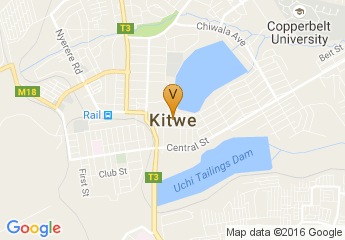 Copperbelt
University
Chiwala Ave
T3
Nyerere Rd
Beit St
M18
Rail
V
Kitwe
Central St
Uchi Tailings Dam
First St
Club St
T3
Google
Map data ©2016 Google